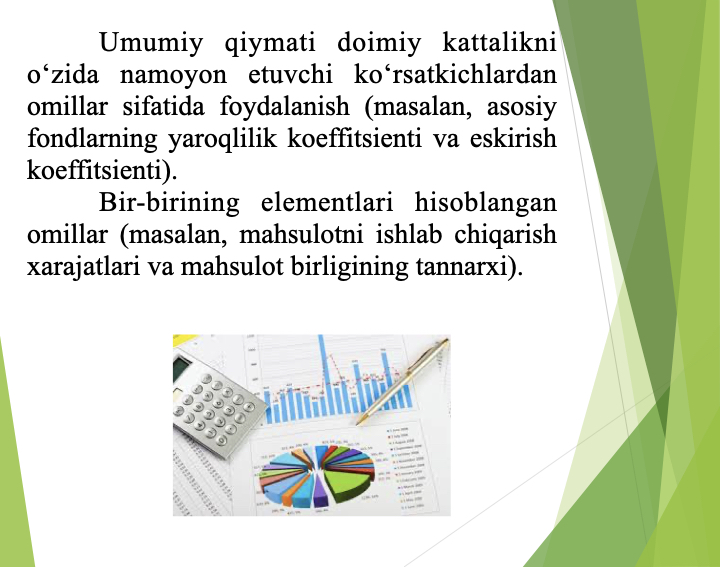 Umumiy qiymati doimiy kattalikni
o‘zida namoyon etuvchi ko‘rsatkichlardan
omillar sifatida foydalanish (masalan, asosiy
fondlarning yaroqlilik koeffitsienti va eskirish
koeffitsienti).
Bir-birining elementlari hisoblangan
omillar (masalan, mahsulotni ishlab chiqarish
xarajatlari va mahsulot birligining tannarxi).